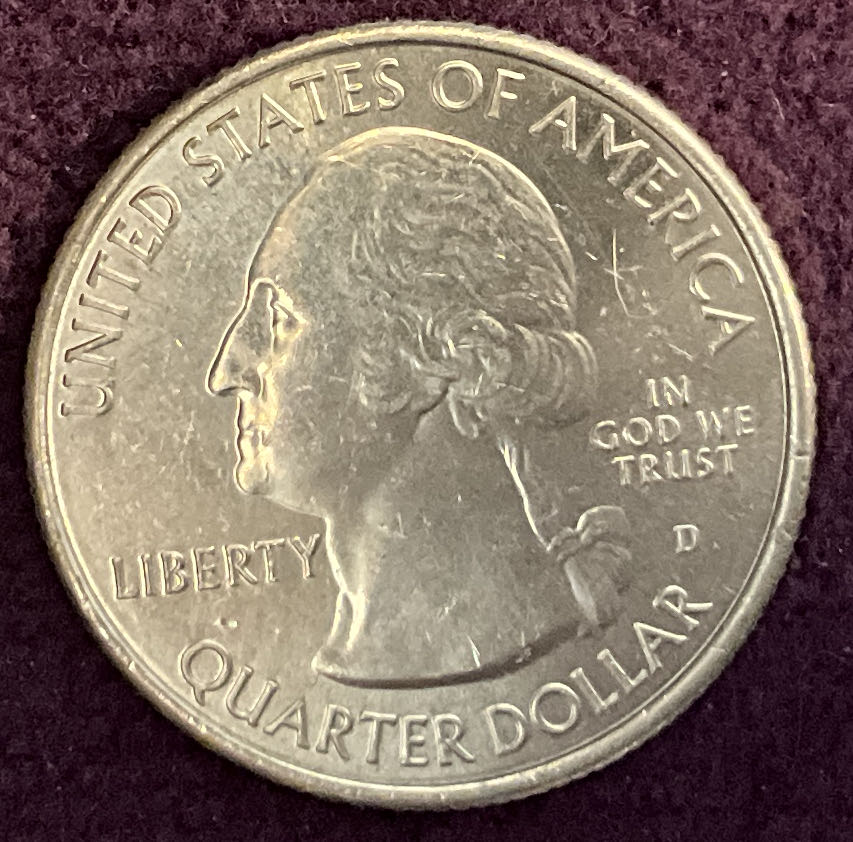 UNITED STATES OF AMERICA
LIBERTY
IN
GOD WE
TRUST
D
QUARTER DOLLAR